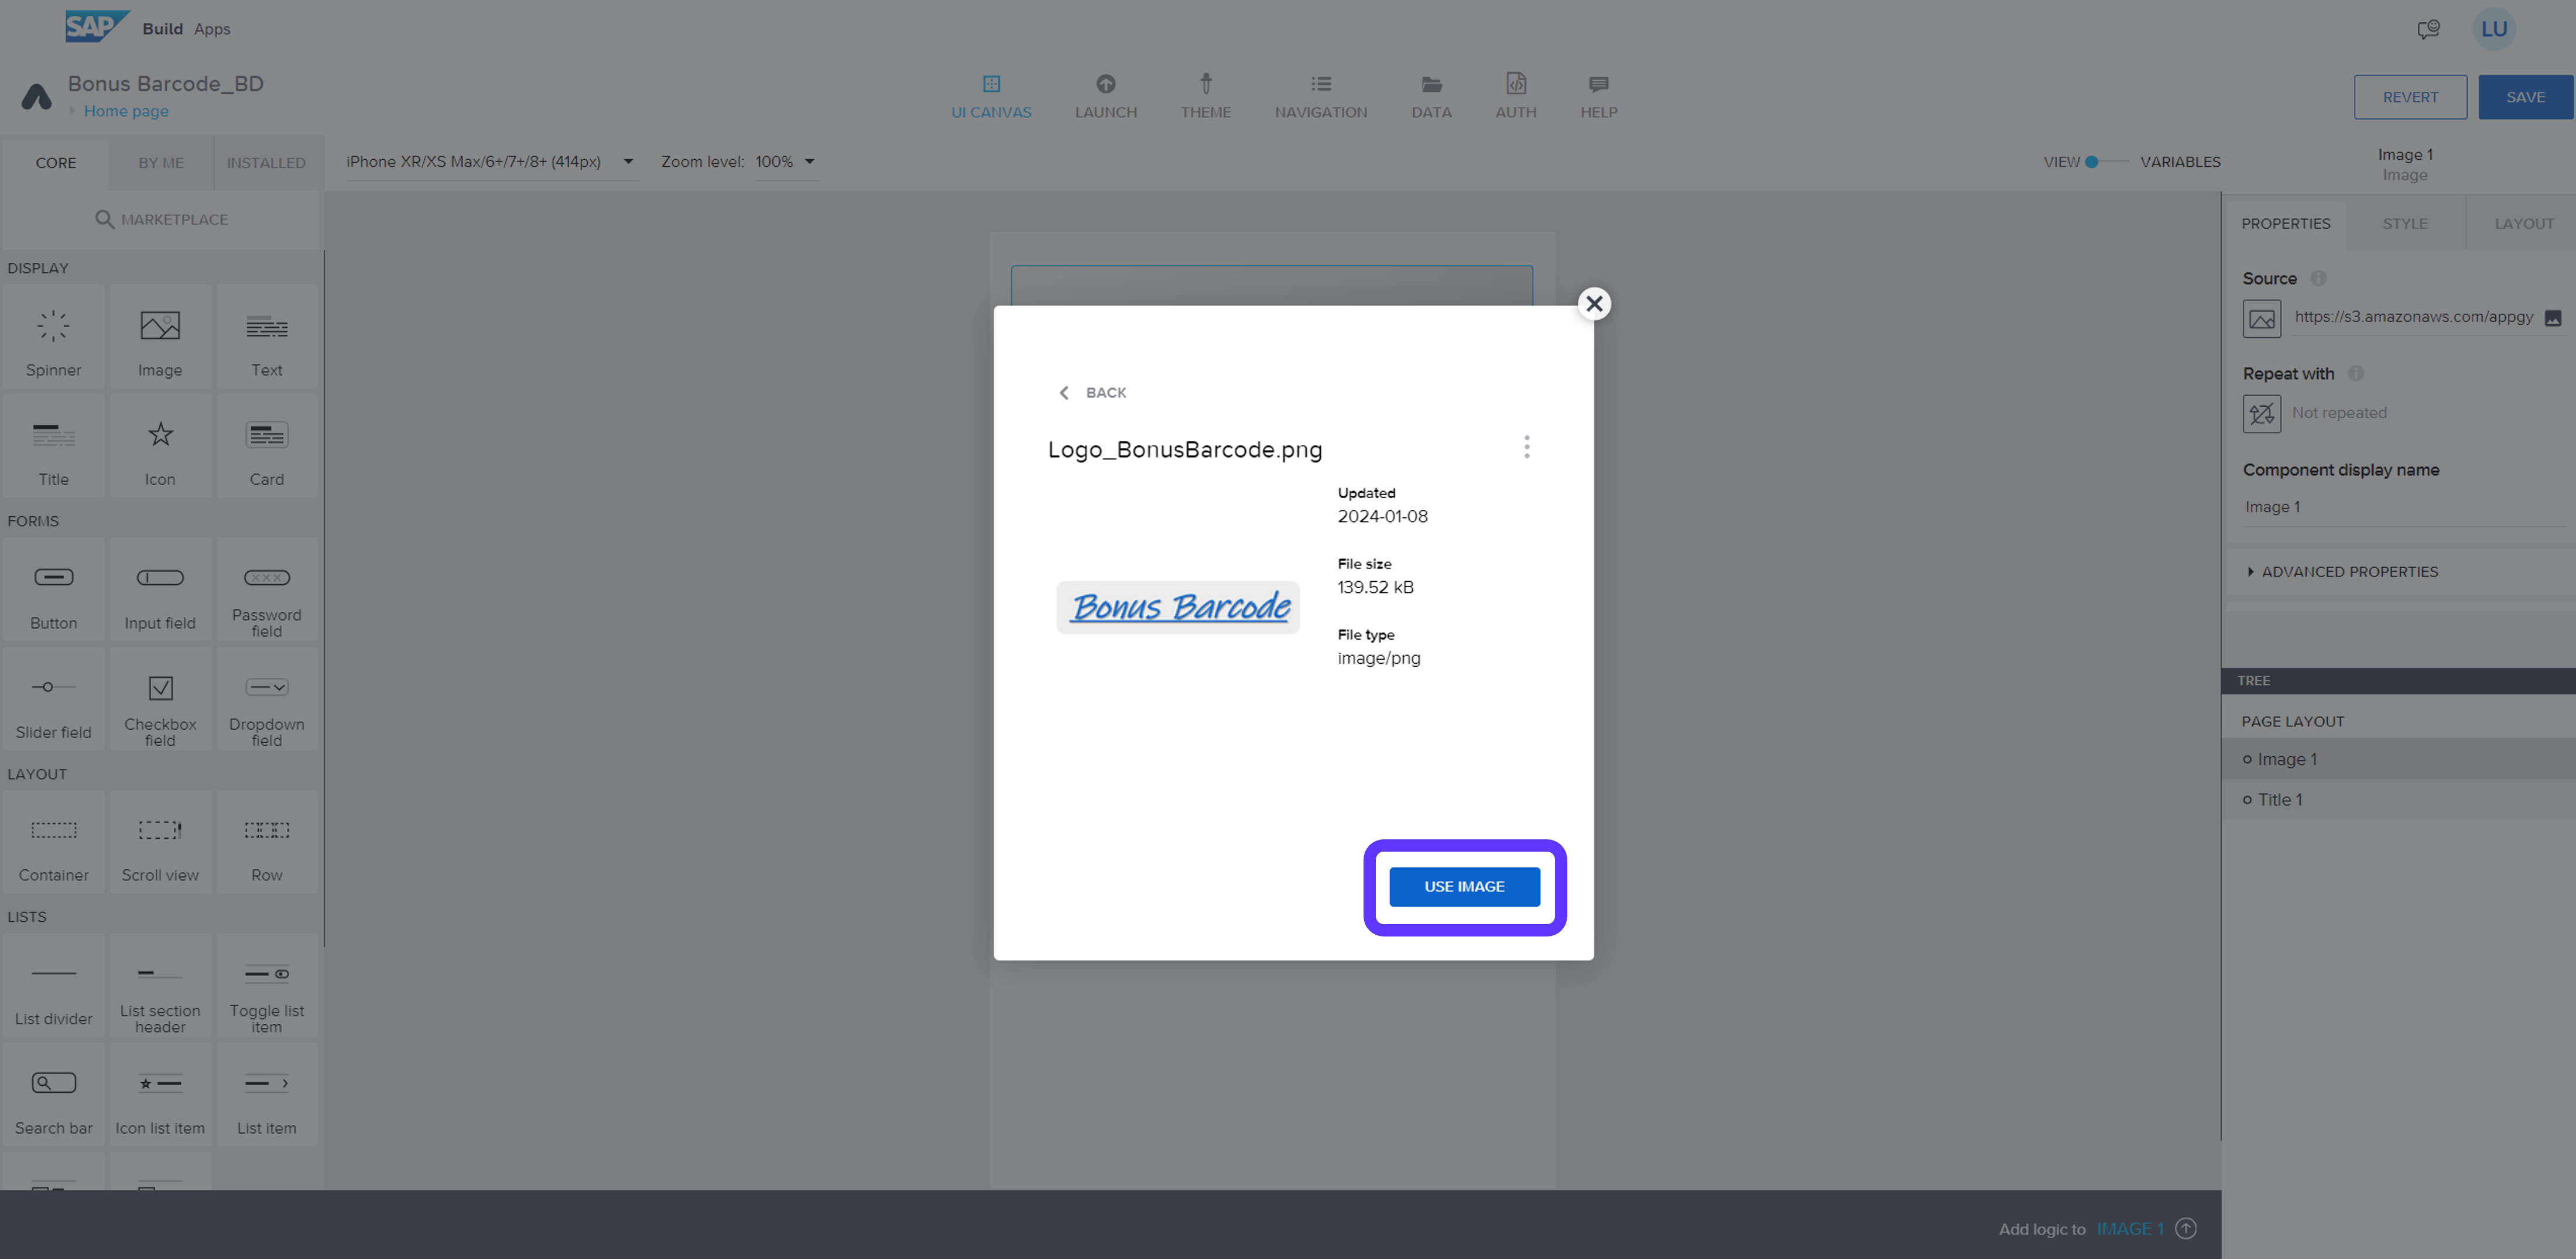 SAP Build Apps
LU
Bonus Barcode_BD
Home page
UI CANVAS
LAUNCH
THEME
NAVIGATION
DATA
AUTH
HELP
REVERT
SAVE
CORE
BY ME
INSTALLED
iPhone XR/XS Max/6+/7+/8+ (414px)
Zoom level: 100%
VIEW
VARIABLES
Image 1
Image
MARKETPLACE
PROPERTIES
STYLE
LAYOUT
DISPLAY
Spinner
Image
Text
Title
Icon
Card
FORMS
Button
Input field
Password
field
Slider field
Checkbox
field
Dropdown
field
LAYOUT
Container
Scroll view
Row
LISTS
List divider
List section
header
Toggle list
item
Search bar
Icon list item
List item
BACK
Logo_BonusBarcode.png
Updated
2024-01-08
File size
139.52 kB
File type
image/png
Bonus Barcode
USE IMAGE
Source
https://s3.amazonaws.com/appgy
Repeat with
Not repeated
Component display name
Image 1
ADVANCED PROPERTIES
TREE
PAGE LAYOUT
Image 1
Title 1
Add logic to IMAGE 1